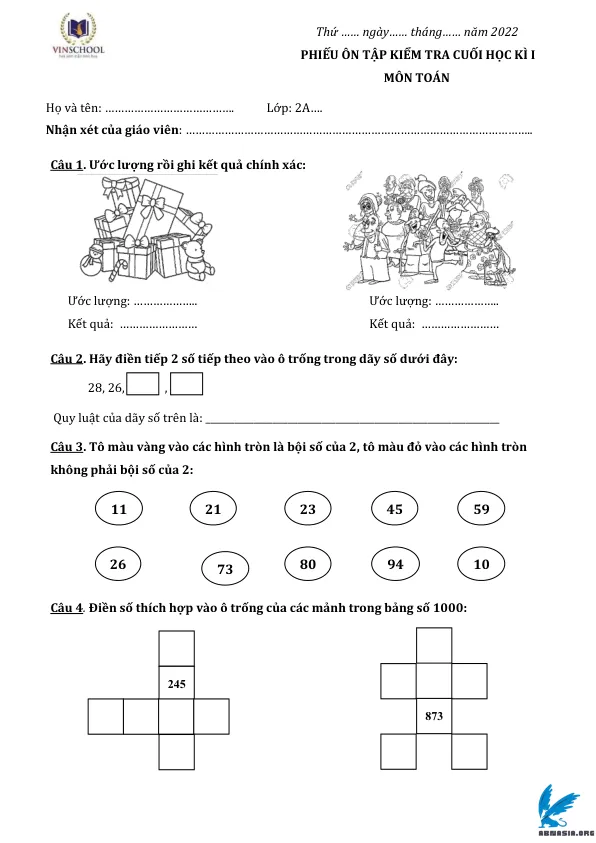 Thứ …… ngày…… tháng…… năm 2022
VINSCHOOL
PHIẾU ÔN TẬP KIỂM TRA CUỐI HỌC KÌ I
MÔN TOÁN
Họ và tên: …………………………………. Lớp: 2A….
Nhận xét của giáo viên: ……………………………………………………………………………………………..
Câu 1. Ước lượng rồi ghi kết quả chính xác:
Ước lượng: ……………….. Ước lượng: ………………..
Kết quả: …………………… Kết quả: ……………………
Câu 2. Hãy điền tiếp 2 số tiếp theo vào ô trống trong dãy số dưới đây:
28, 26, ,
Quy luật của dãy số trên là: ____________________________________________________________
Câu 3. Tô màu vàng vào các hình tròn là bội số của 2, tô màu đỏ vào các hình tròn
không phải bội số của 2:
11 21 23 45 59
26 73 80 94 10
Câu 4. Điền số thích hợp vào ô trống của các mảnh trong bảng số 1000:
245
873
ABMASIA.ORG